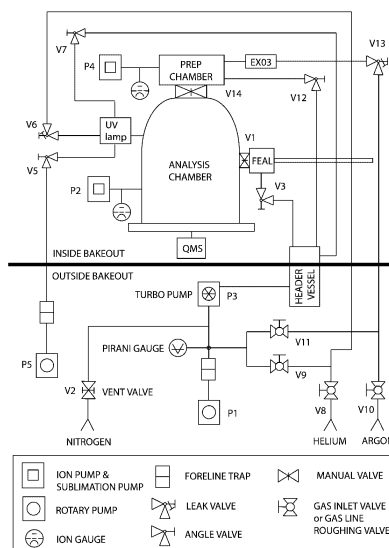 V7
P4
PREP
CHAMBER
EX03
V13
V14
V12
V6
UV
lamp
V5
V1
FEAL
ANALYSIS
CHAMBER
P2
V3
QMS
INSIDE BAKEOUT
OUTSIDE BAKEOUT
HEADER
VESSEL
TURBO PUMP
P3
PIRANI GAUGE
V11
P5
V2
VENT VALVE
V9
P1
V8
V10
NITROGEN
HELIUM
ARGON
ION PUMP &
SUBLIMATION PUMP
FORELINE TRAP
MANUAL VALVE
ROTARY PUMP
LEAK VALVE
GAS INLET VALVE
or GAS LINE
ROUGHING VALVE
ION GAUGE
ANGLE VALVE